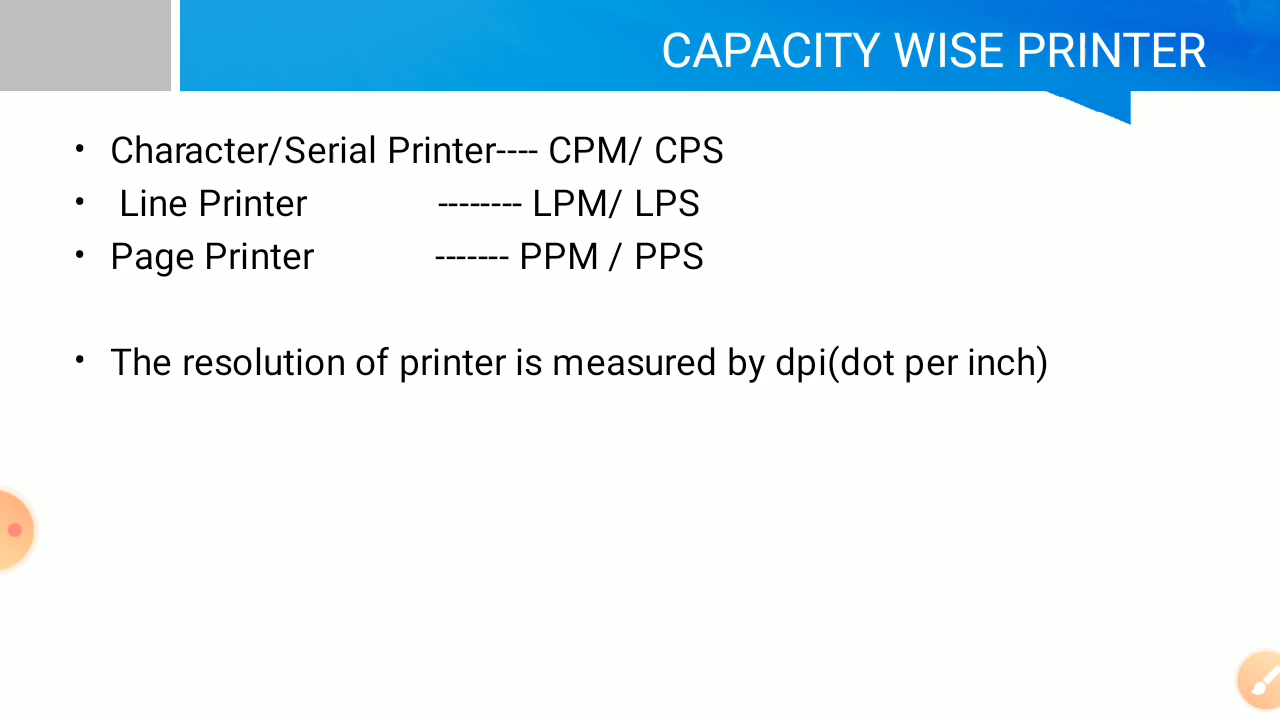 CAPACITY WISE PRINTER
• Character/Serial Printer---- CPM/ CPS
• Line Printer -------- LPM/ LPS
• Page Printer ------- PPM / PPS
• The resolution of printer is measured by dpi(dot per inch)